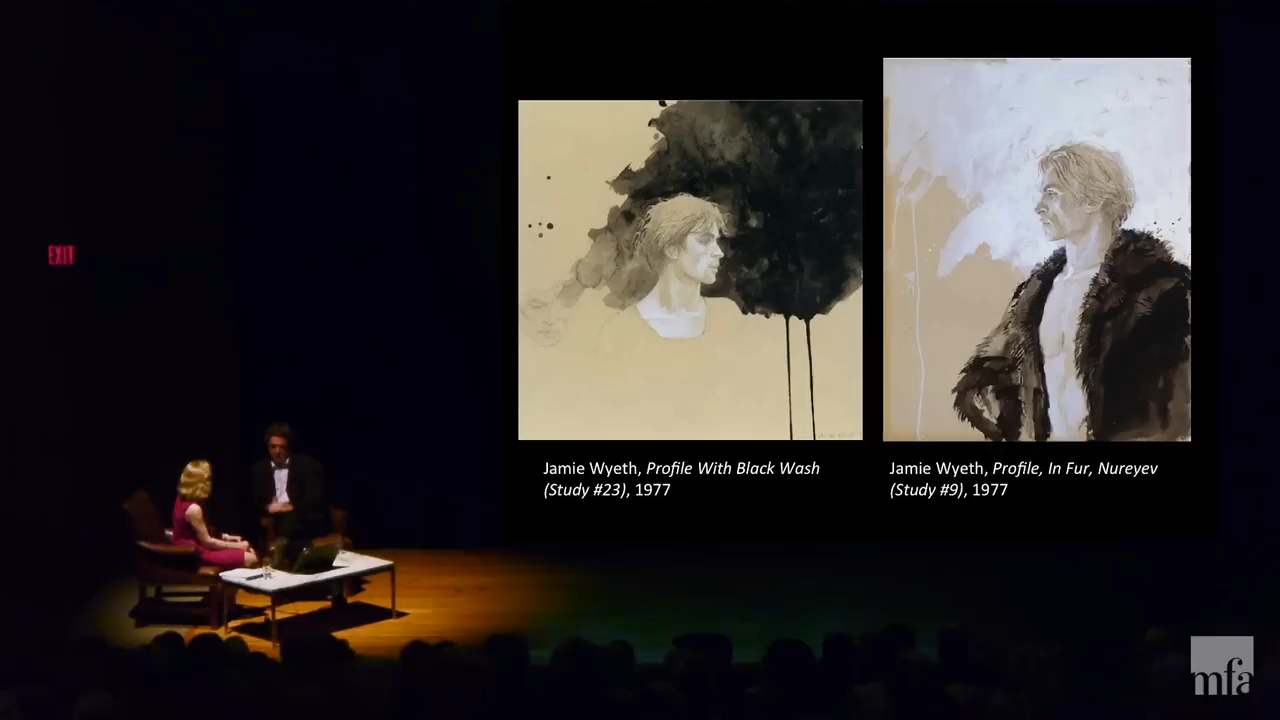 EXIT
Jamie Wyeth, Profile With Black Wash
(Study #23), 1977
Jamie Wyeth, Profile, In Fur, Nureyev
(Study #9), 1977
mfa